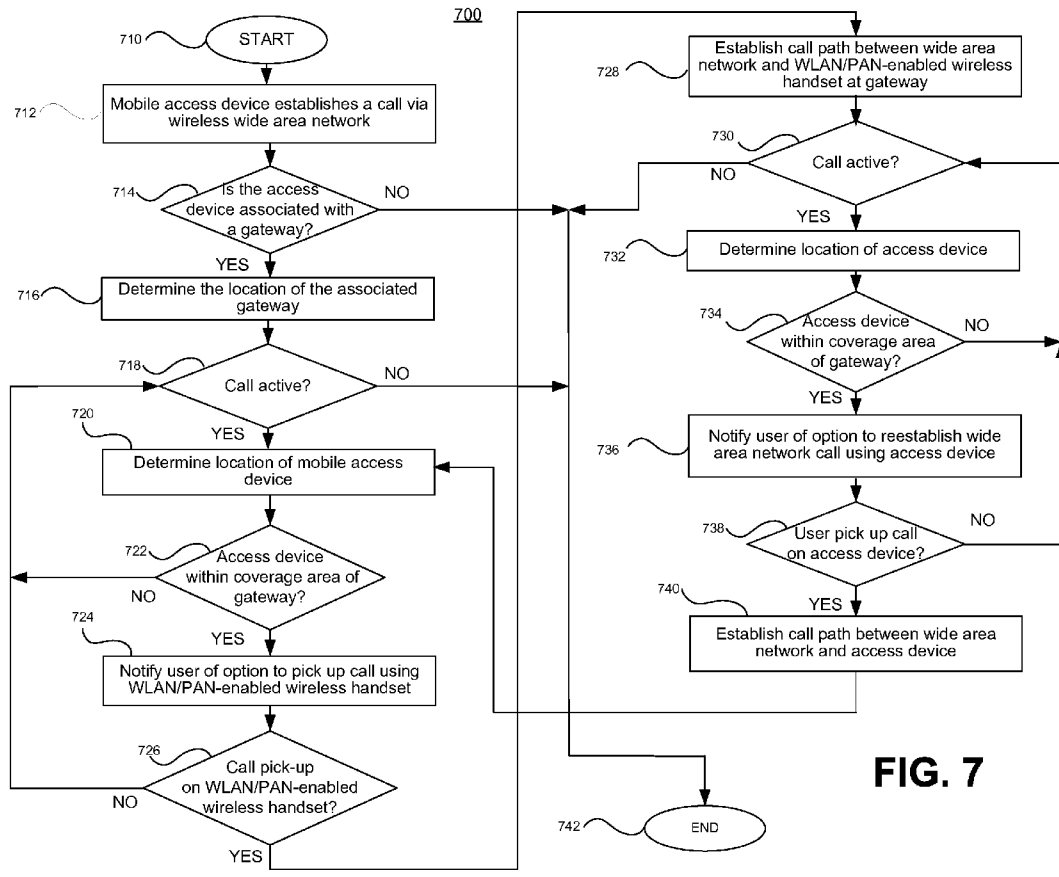 700
710
START
712
Mobile access device establishes a call via
wireless wide area network
714
Is the access
device associated with
a gateway?
NO
YES
716
Determine the location of the associated
gateway
718
Call active?
NO
YES
720
Determine location of mobile access
device
722
Access device
within coverage area of
gateway?
NO
YES
724
Notify user of option to pick up call using
WLAN/PAN-enabled wireless handset
726
Call pick-up
on WLAN/PAN-enabled
wireless handset?
NO
YES
728
Establish call path between wide area
network and WLAN/PAN-enabled wireless
handset at gateway
730
Call active?
NO
YES
732
Determine location of access device
734
Access device
within coverage area
of gateway?
NO
YES
736
Notify user of option to reestablish wide
area network call using access device
738
User pick up call
on access device?
NO
YES
740
Establish call path between wide area
network and access device
742
END
FIG. 7